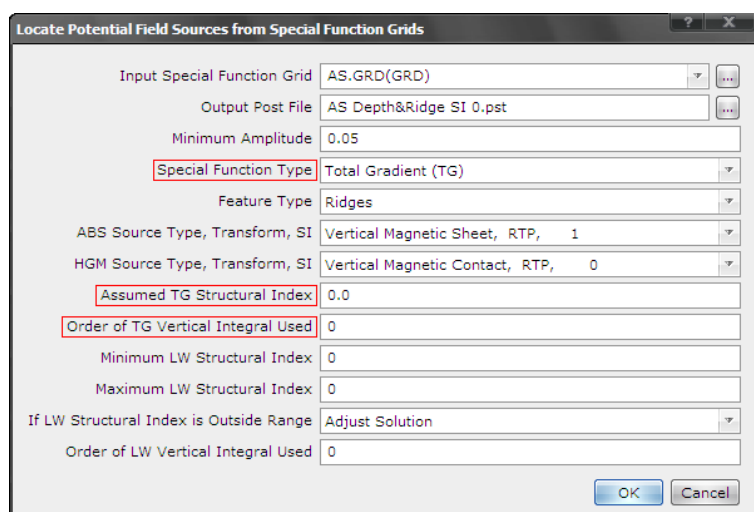 Locate Potential Field Sources from Special Function Grids ? X
Input Special Function Grid AS.GRD(GRD) ...
Output Post File AS Depth&Ridge SI 0.pst ...
Minimum Amplitude 0.05
Special Function Type Total Gradient (TG)
Feature Type Ridges
ABS Source Type, Transform, SI Vertical Magnetic Sheet, RTP, 1
HGM Source Type, Transform, SI Vertical Magnetic Contact, RTP, 0
Assumed TG Structural Index 0.0
Order of TG Vertical Integral Used 0
Minimum LW Structural Index 0
Maximum LW Structural Index 0
If LW Structural Index is Outside Range Adjust Solution
Order of LW Vertical Integral Used 0
OK Cancel